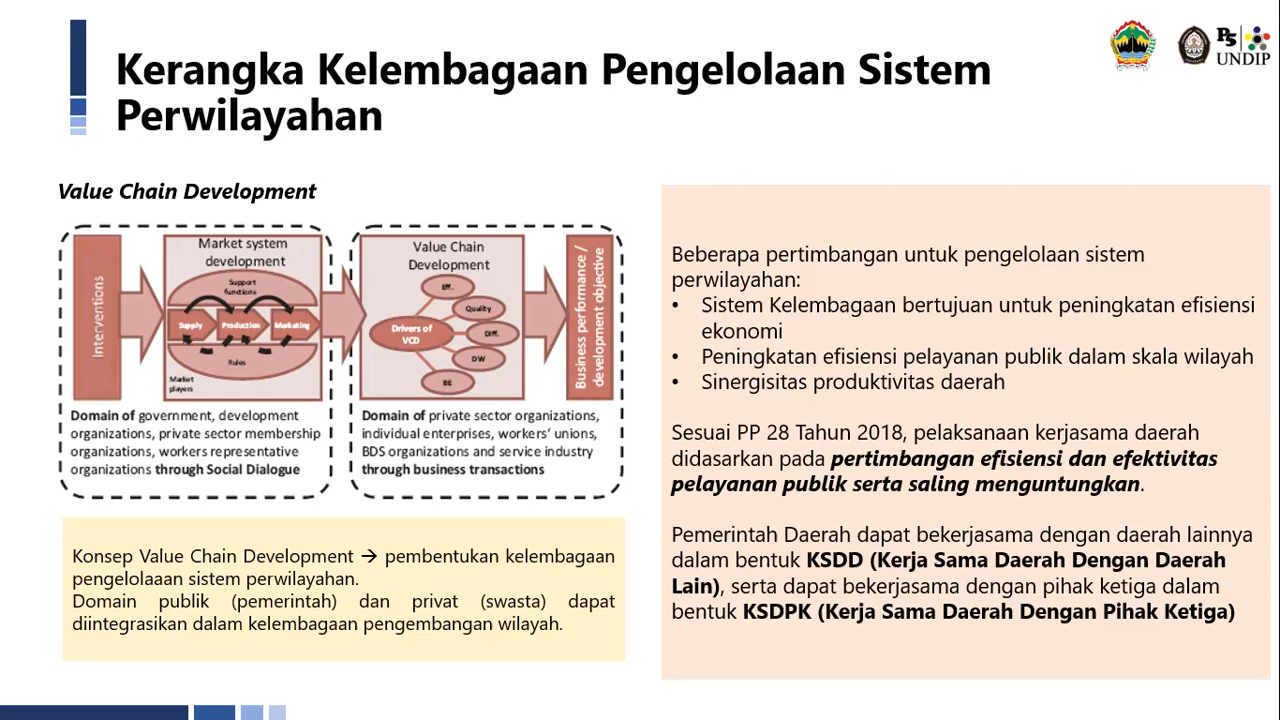 Kerangka Kelembagaan Pengelolaan Sistem
Perwilayahan
PS
UNDIP
Value Chain Development
Interventions
Market system
development
Support
functions
Supply
Production
Marketing
Rules
Market
players
Value Chain
Development
Eff.
Quality
Diff.
DW
BE
Drivers of
VCD
Business performance /
development objective
Domain of government, development
organizations, private sector membership
organizations, workers representative
organizations through Social Dialogue
Domain of private sector organizations,
individual enterprises, workers' unions,
BDS organizations and service industry
through business transactions
Konsep Value Chain Development → pembentukan kelembagaan
pengelolaaan sistem perwilayahan.
Domain publik (pemerintah) dan privat (swasta) dapat
diintegrasikan dalam kelembagaan pengembangan wilayah.
Beberapa pertimbangan untuk pengelolaan sistem
perwilayahan:
• Sistem Kelembagaan bertujuan untuk peningkatan efisiensi
ekonomi
• Peningkatan efisiensi pelayanan publik dalam skala wilayah
• Sinergisitas produktivitas daerah
Sesuai PP 28 Tahun 2018, pelaksanaan kerjasama daerah
didasarkan pada pertimbangan efisiensi dan efektivitas
pelayanan publik serta saling menguntungkan.
Pemerintah Daerah dapat bekerjasama dengan daerah lainnya
dalam bentuk KSDD (Kerja Sama Daerah Dengan Daerah
Lain), serta dapat bekerjasama dengan pihak ketiga dalam
bentuk KSDPK (Kerja Sama Daerah Dengan Pihak Ketiga)